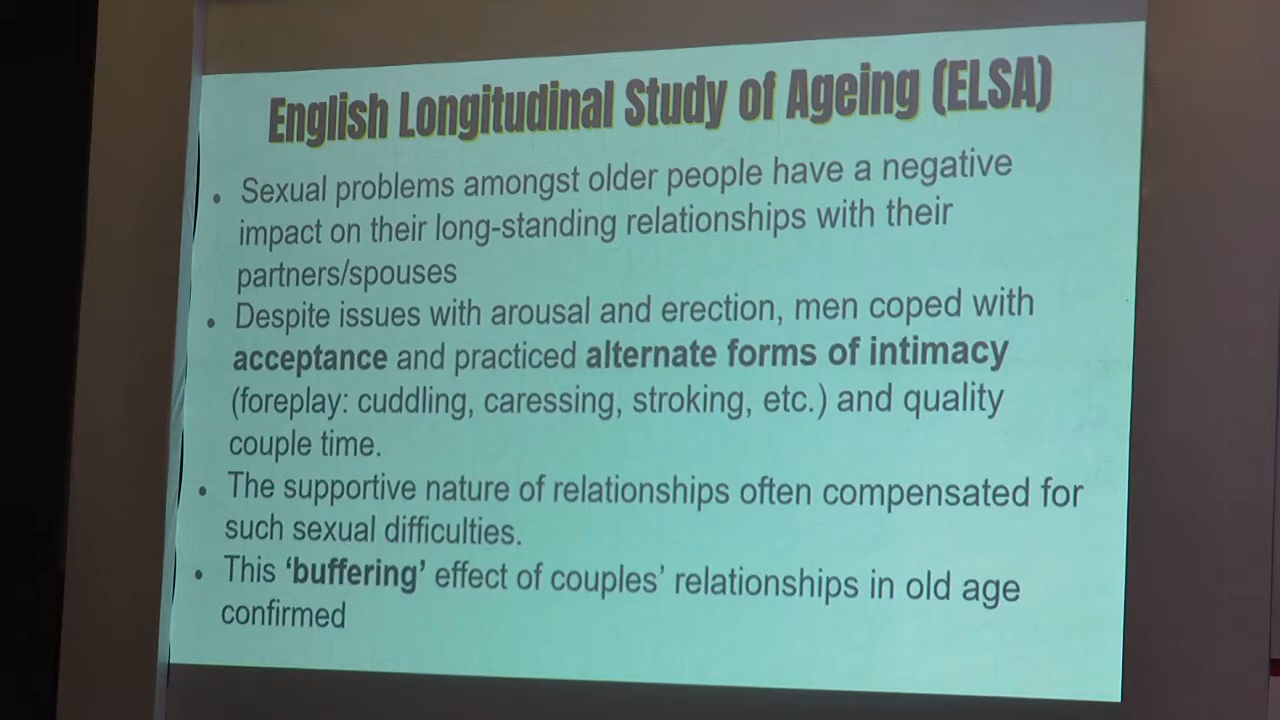 English Longitudinal Study of Ageing (ELSA)
• Sexual problems amongst older people have a negative
impact on their long-standing relationships with their
partners/spouses
• Despite issues with arousal and erection, men coped with
acceptance and practiced alternate forms of intimacy
(foreplay: cuddling, caressing, stroking, etc.) and quality
couple time.
• The supportive nature of relationships often compensated for
such sexual difficulties.
• This ‘buffering’ effect of couples’ relationships in old age
confirmed